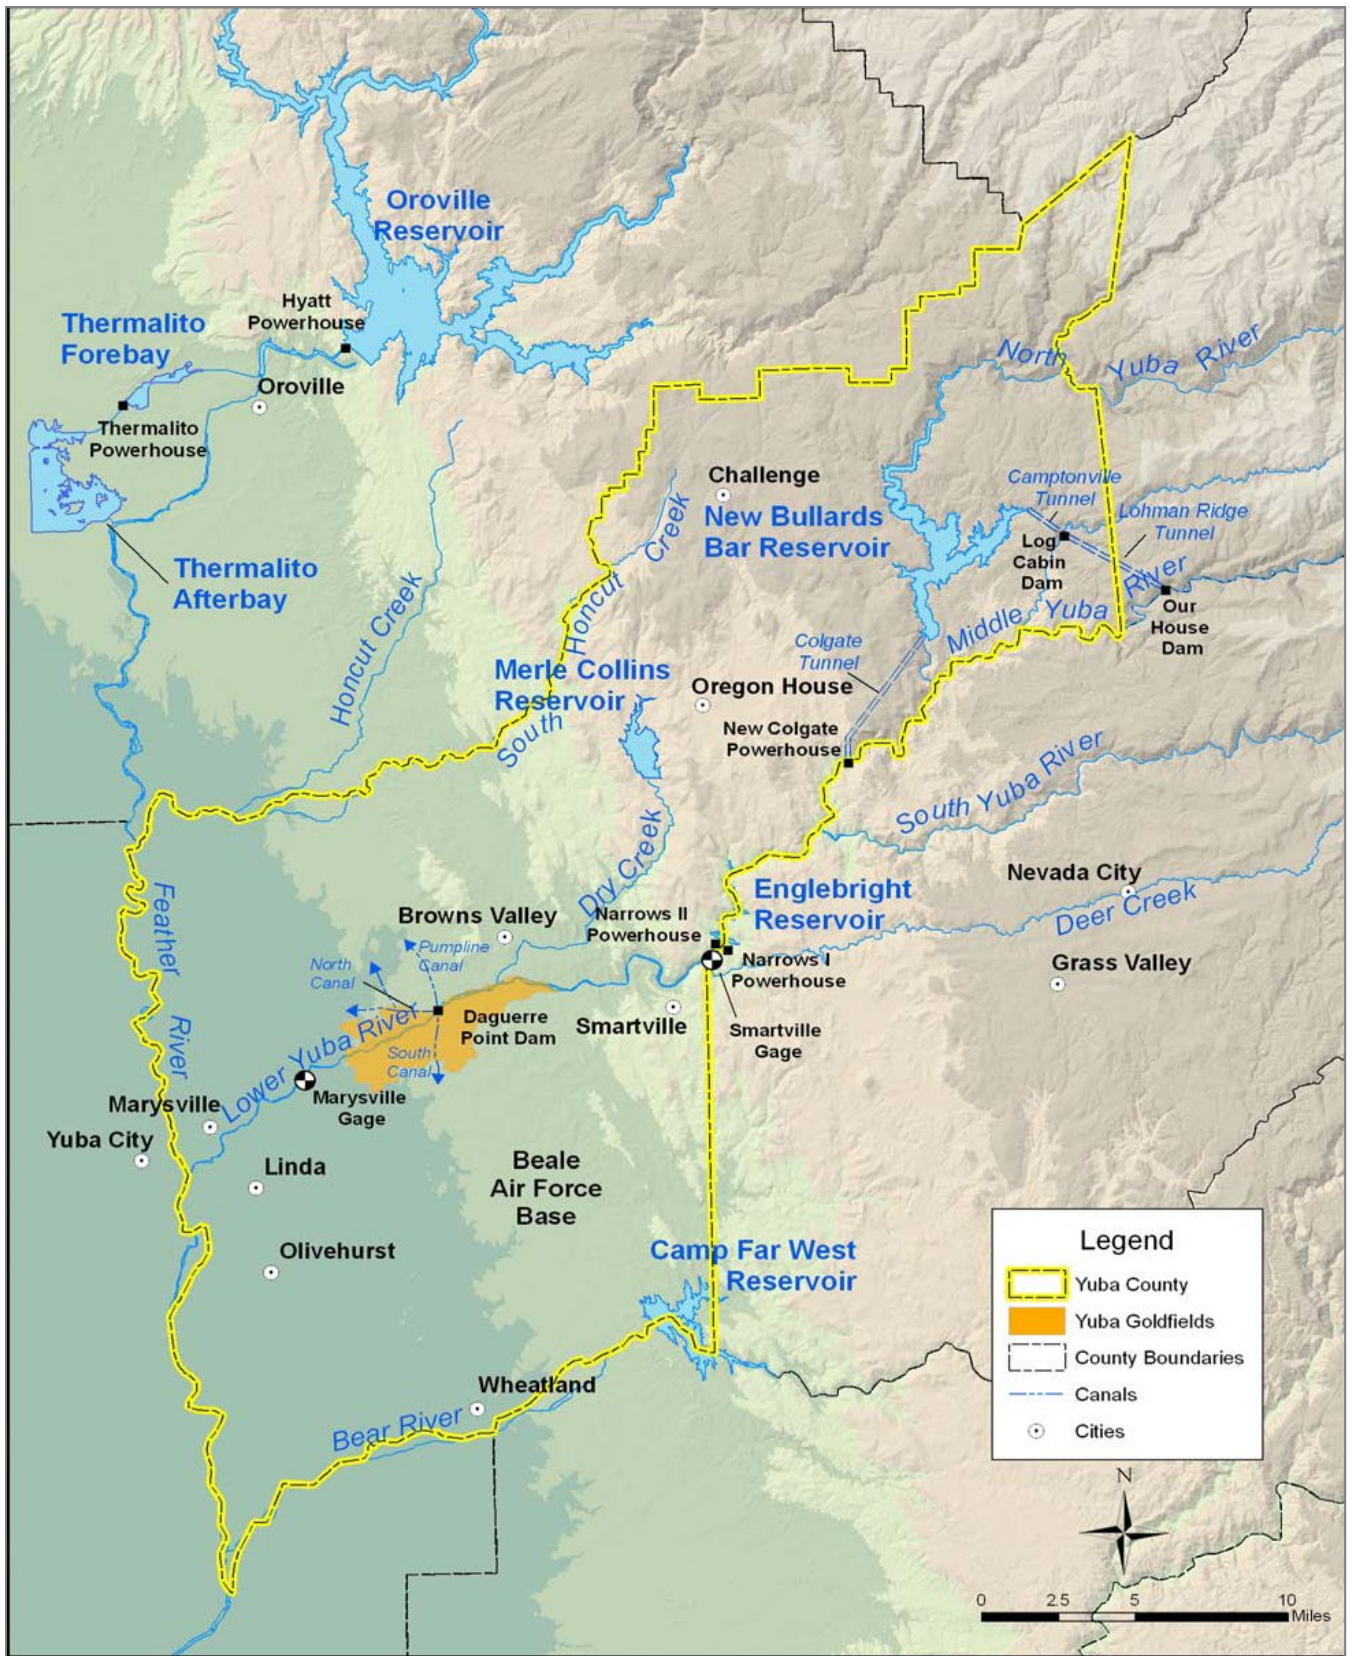 Oroville
Reservoir
Hyatt
Powerhouse
Thermalito
Forebay
Oroville
Thermalito
Powerhouse
Thermalito
Afterbay
North
Yuba River
Challenge
New Bullards
Bar Reservoir
Camptonville
Tunnel
Lohman Ridge
Tunnel
Log
Cabin
Dam
Our
House
Dam
Middle Yuba River
Honcut Creek
South Honcut Creek
Merle Collins
Reservoir
Colgate
Tunnel
Oregon House
New Colgate
Powerhouse
South Yuba River
Dry Creek
Feather River
Browns Valley
Narrows II
Powerhouse
Englebright
Reservoir
Nevada City
Deer Creek
Grass Valley
Narrows I
Powerhouse
Pumpline
Canal
North
Canal
Daguerre
Point Dam
South
Canal
Smartville
Smartville
Gage
Lower Yuba River
Marysville
Gage
Marysville
Yuba City
Linda
Beale
Air Force
Base
Olivehurst
Camp Far West
Reservoir
Wheatland
Bear River
Legend
Yuba County
Yuba Goldfields
County Boundaries
Canals
Cities
N
0 2.5 5 10
Miles